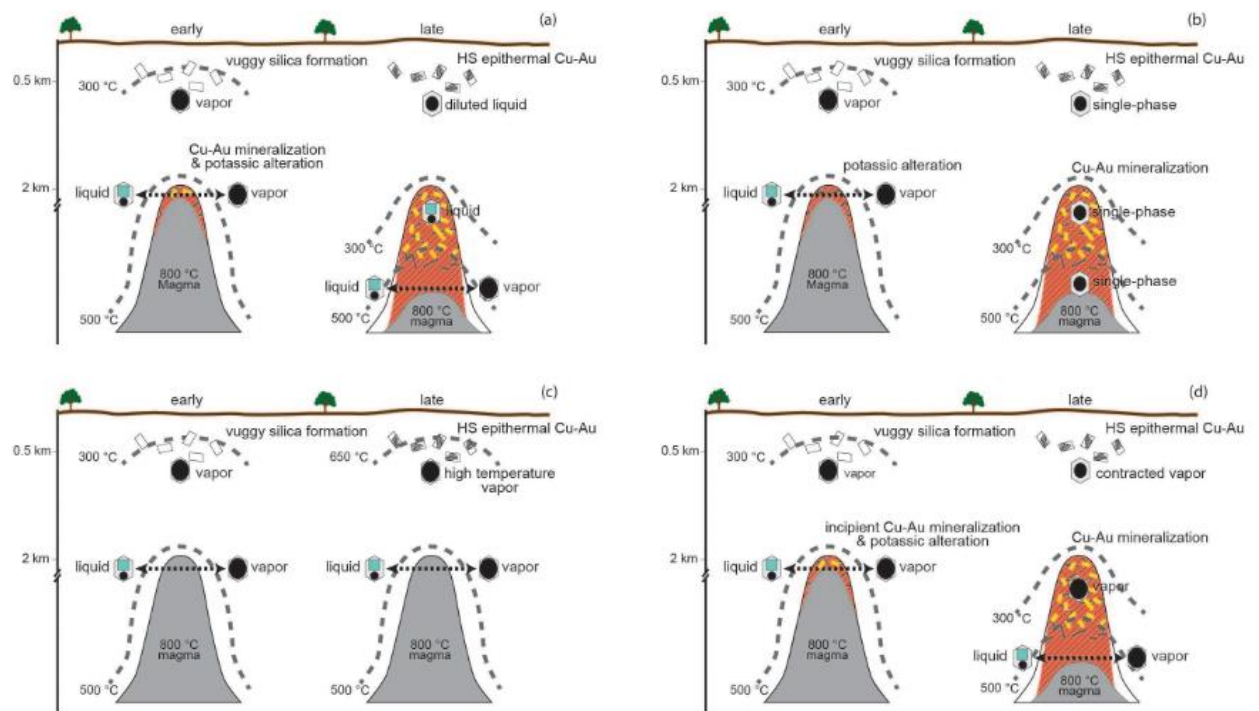 (a)
early
late
vuggy silica formation
HS epithermal Cu-Au
0.5 km
300 °C
vapor
diluted liquid
Cu-Au mineralization
& potassic alteration
2 km
liquid
vapor
liquid
300 °C
800 °C
Magma
liquid
vapor
500 °C
500 °C
800 °C
magma
(b)
early
late
vuggy silica formation
HS epithermal Cu-Au
0.5 km
300 °C
vapor
single-phase
potassic alteration
Cu-Au mineralization
2 km
liquid
vapor
single-phase
300 °C
800 °C
Magma
single-phase
500 °C
500 °C
800 °C
magma
(c)
early
late
vuggy silica formation
HS epithermal Cu-Au
0.5 km
300 °C
650 °C
vapor
high temperature
vapor
2 km
liquid
vapor
liquid
vapor
800 °C
magma
800 °C
magma
500 °C
500 °C
(d)
early
late
vuggy silica formation
HS epithermal Cu-Au
0.5 km
300 °C
vapor
contracted vapor
incipient Cu-Au mineralization
& potassic alteration
Cu-Au mineralization
2 km
liquid
vapor
vapor
300 °C
800 °C
magma
liquid
vapor
500 °C
500 °C
800 °C
magma